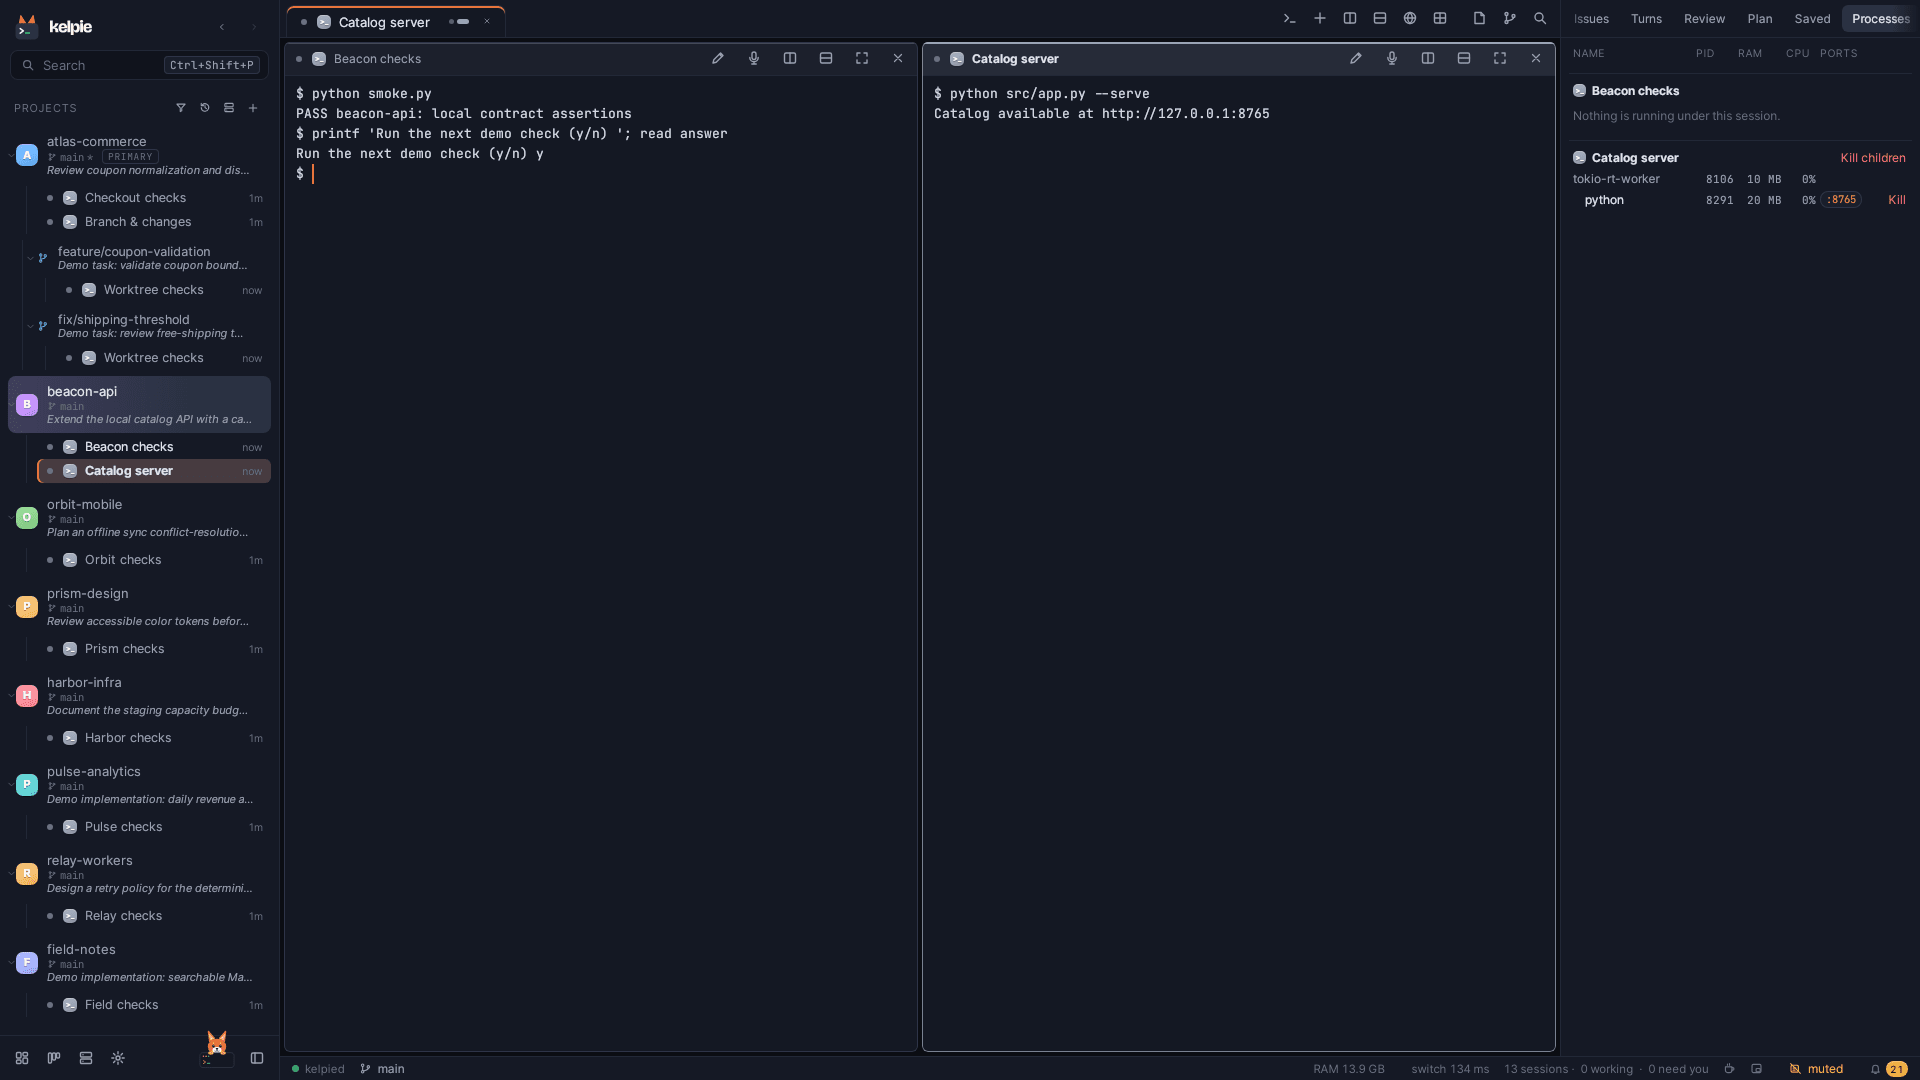 kelpie
Search Ctrl+Shift+P
PROJECTS
A
atlas-commerce
main* PRIMARY
Review coupon normalization and dis...
Checkout checks 1m
Branch & changes 1m
feature/coupon-validation
Demo task: validate coupon bound...
Worktree checks now
fix/shipping-threshold
Demo task: review free-shipping t...
Worktree checks now
B
beacon-api
main
Extend the local catalog API with a ca...
Beacon checks now
Catalog server now
O
orbit-mobile
main
Plan an offline sync conflict-resolutio...
Orbit checks 1m
P
prism-design
main
Review accessible color tokens befor...
Prism checks 1m
H
harbor-infra
main
Document the staging capacity budg...
Harbor checks 1m
P
pulse-analytics
main
Demo implementation: daily revenue a...
Pulse checks 1m
R
relay-workers
main
Design a retry policy for the determini...
Relay checks 1m
F
field-notes
main
Demo implementation: searchable Ma...
Field checks 1m
Catalog server
Beacon checks
$ python smoke.py
PASS beacon-api: local contract assertions
$ printf 'Run the next demo check (y/n) '; read answer
Run the next demo check (y/n) y
$
Catalog server
$ python src/app.py --serve
Catalog available at http://127.0.0.1:8765
Issues Turns Review Plan Saved Processes
NAME PID RAM CPU PORTS
Beacon checks
Nothing is running under this session.
Catalog server Kill children
tokio-rt-worker 8106 10 MB 0%
python 8291 20 MB 0% :8765 Kill
kelpied main RAM 13.9 GB switch 134 ms 13 sessions · 0 working · 0 need you muted 21